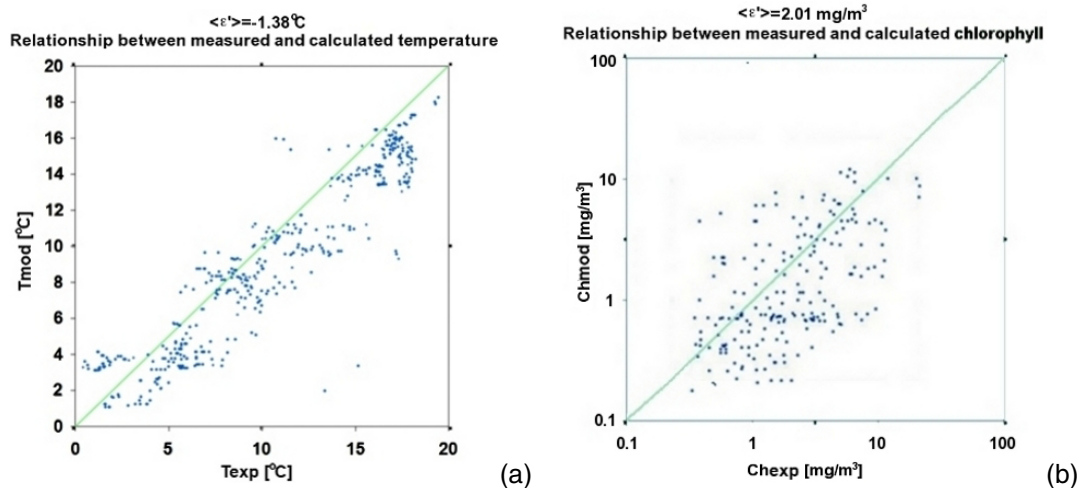 <ε'>=-1.38°C
Relationship between measured and calculated temperature
20
18
16
14
12
10
8
6
4
2
0
Tmod [°C]
0 5 10 15 20
Texp [°C]
(a)
<ε'>=2.01 mg/m³
Relationship between measured and calculated chlorophyll
100
10
1
0.1
Chmod [mg/m³]
0.1 1 10 100
Chexp [mg/m³]
(b)